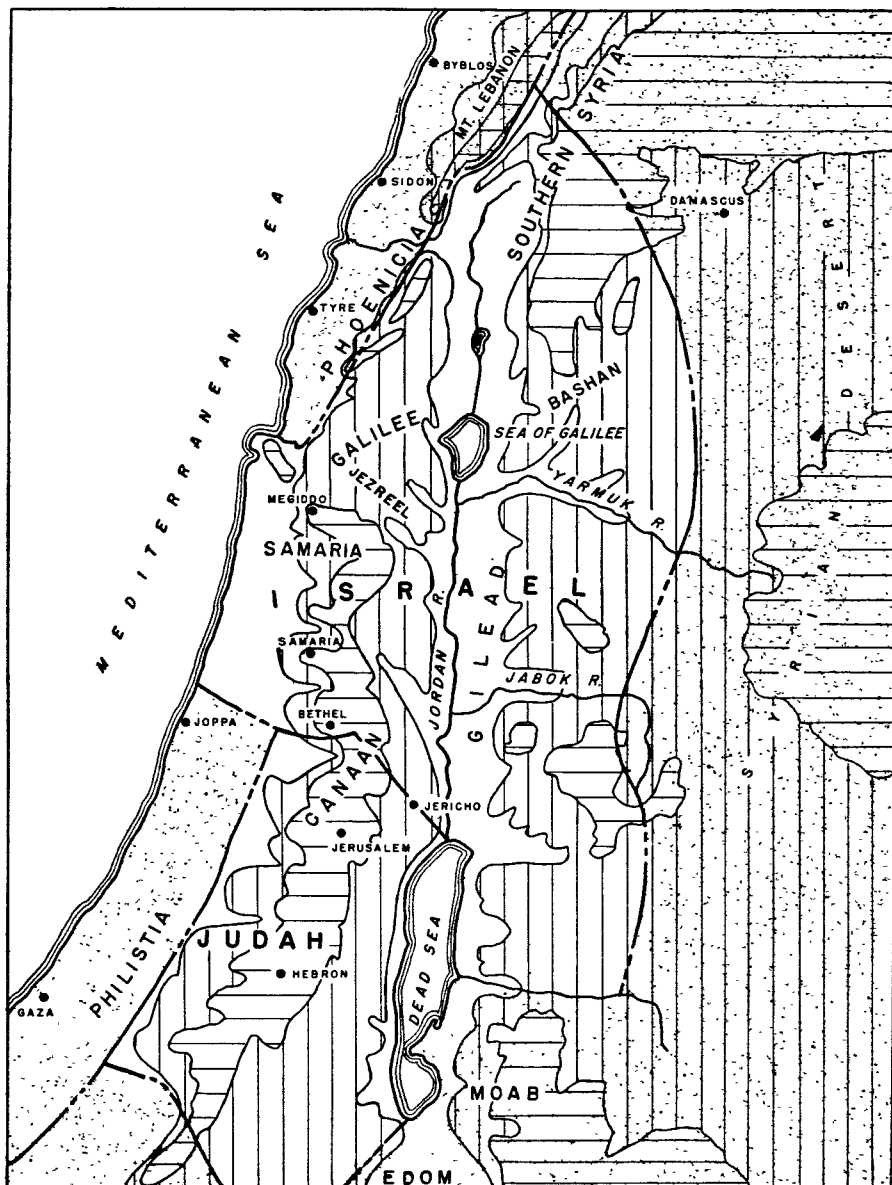 BYBLOS
MT. LEBANON
SOUTHERN SYRIA
SIDON
DAMASCUS
MEDITERRANEAN SEA
PHOENICIA
TYRE
SYRIAN DESERT
BASHAN
GALILEE
SEA OF GALILEE
JEZREEL
YARMUK R.
MEGIDDO
SAMARIA
ISRAEL
GILEAD
JORDAN R.
SAMARIA
JABOK R.
JOPPA
BETHEL
CANAAN
JERICHO
JERUSALEM
PHILISTIA
JUDAH
DEAD SEA
HEBRON
GAZA
MOAB
EDOM